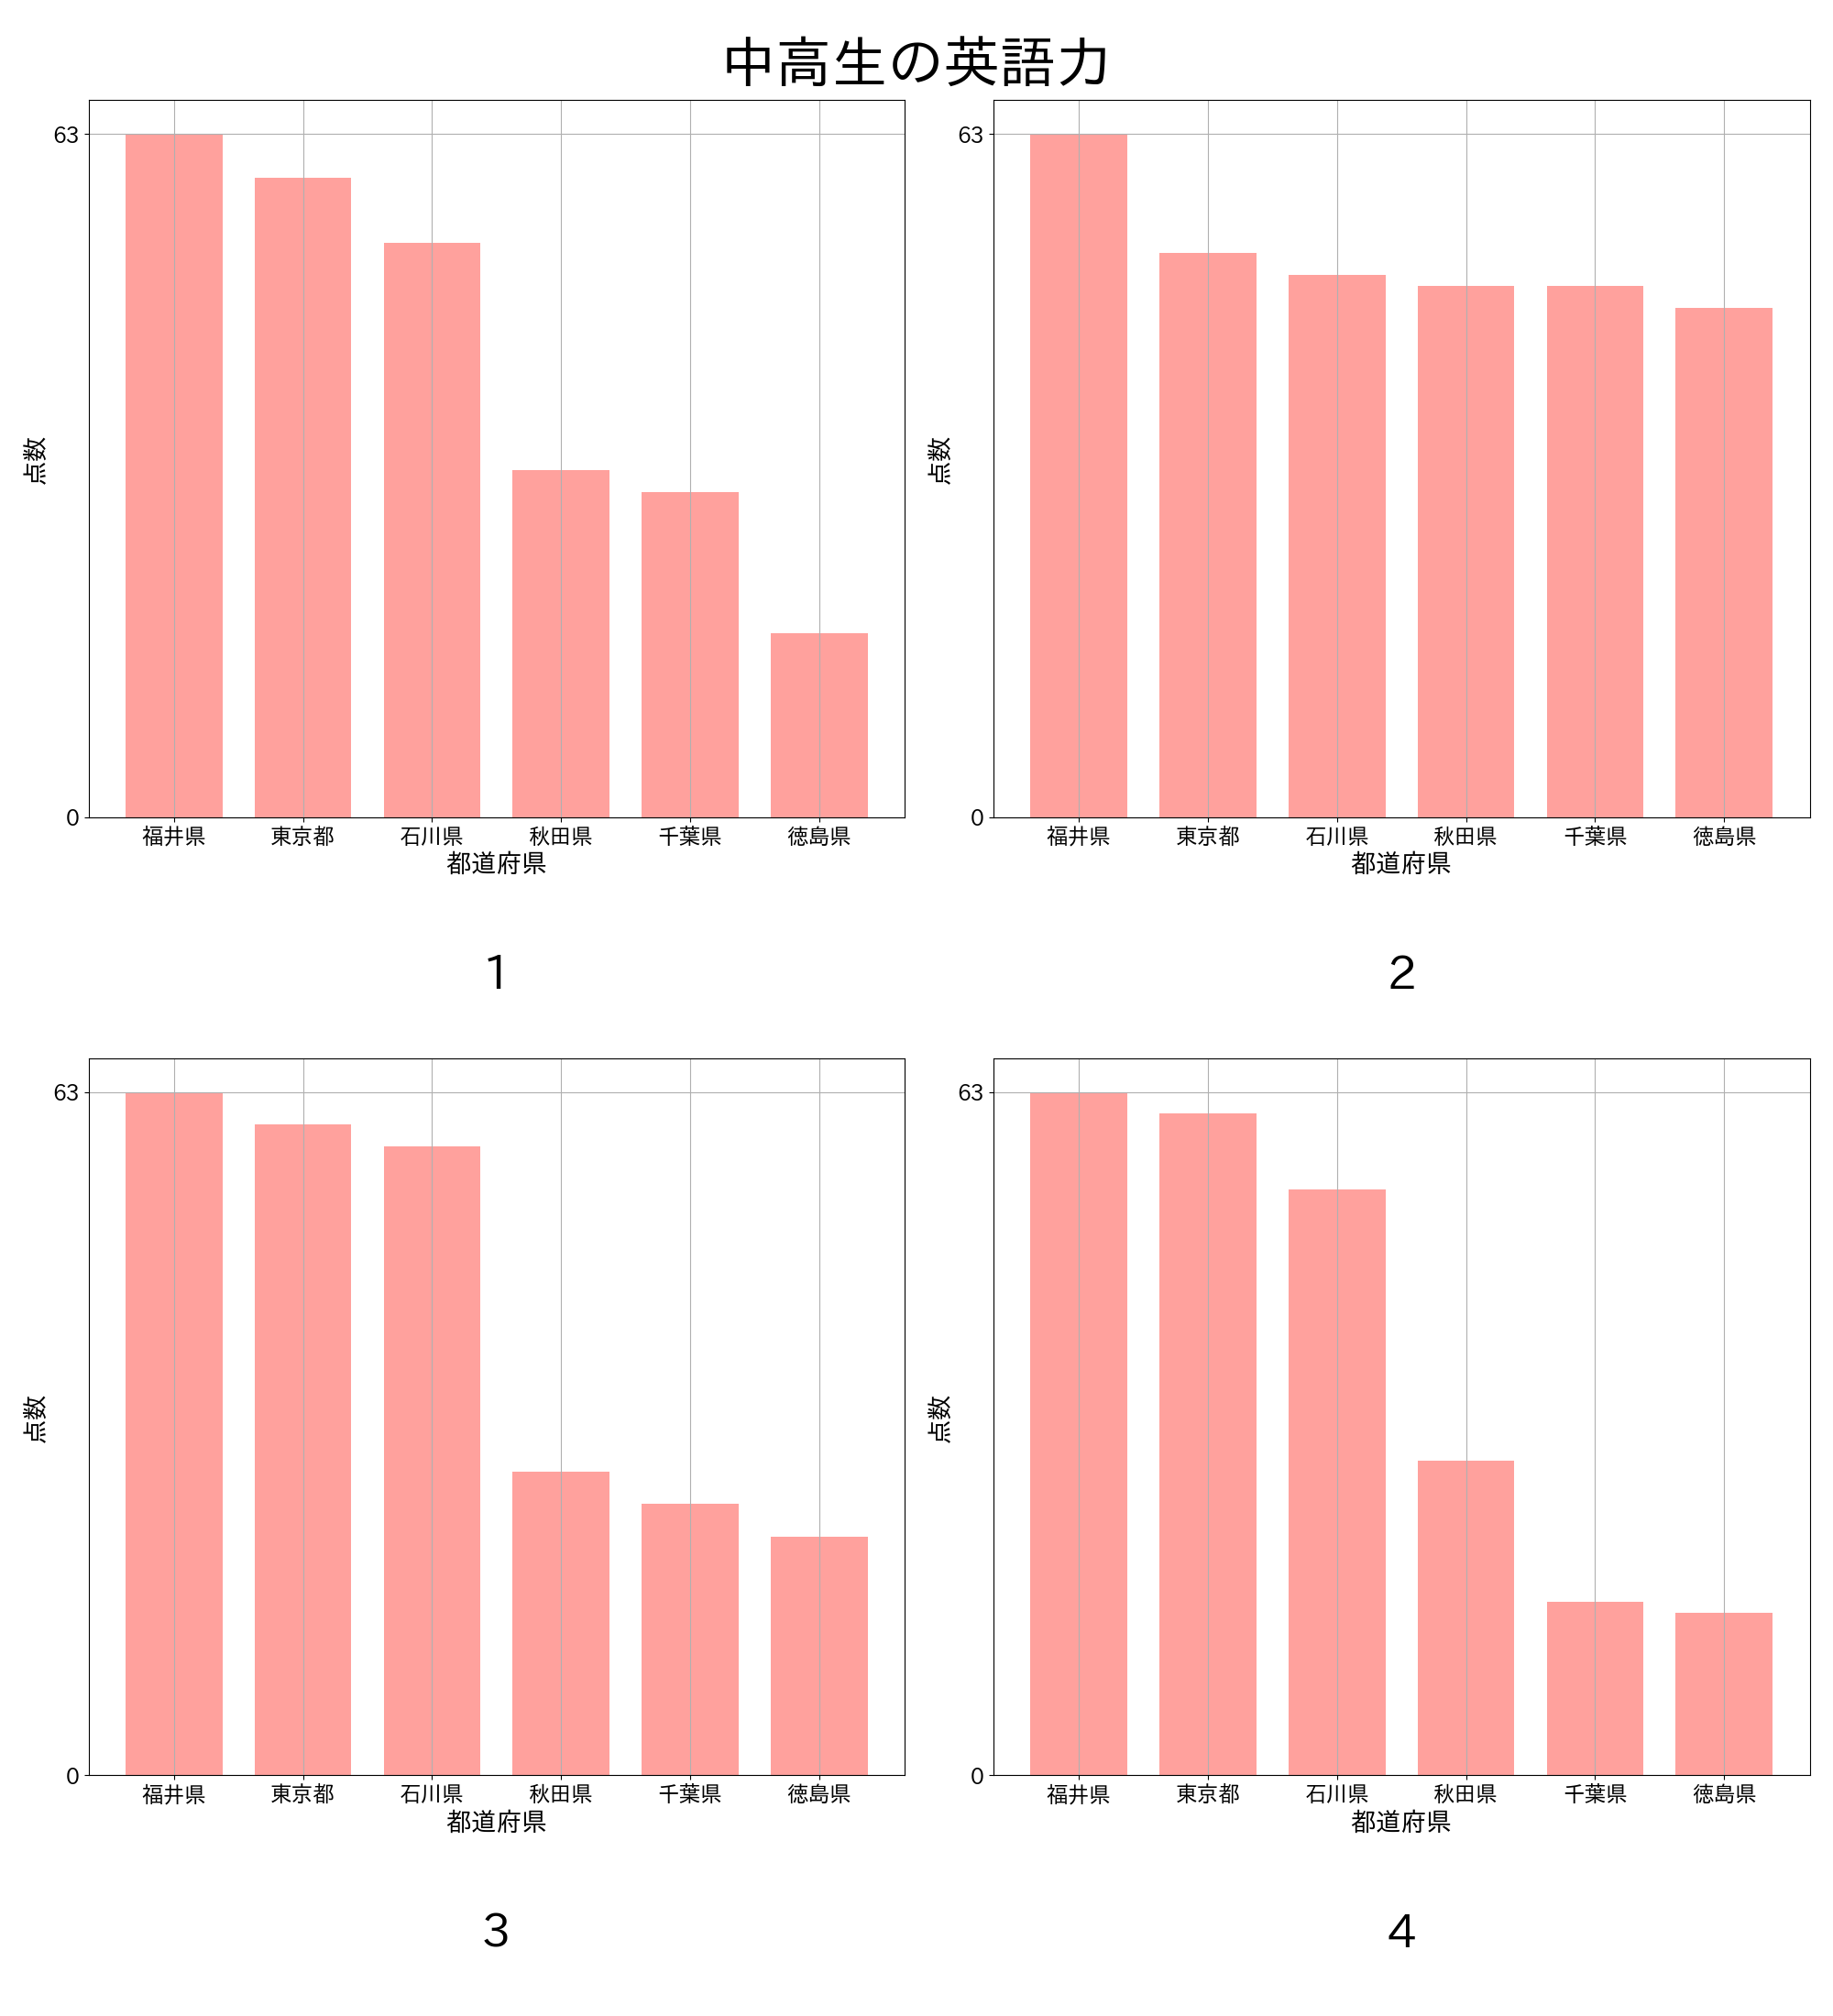 中高生の英語力
63
0
点数
福井県 東京都 石川県 秋田県 千葉県 徳島県
都道府県
1
63
0
点数
福井県 東京都 石川県 秋田県 千葉県 徳島県
都道府県
2
63
0
点数
福井県 東京都 石川県 秋田県 千葉県 徳島県
都道府県
3
63
0
点数
福井県 東京都 石川県 秋田県 千葉県 徳島県
都道府県
4